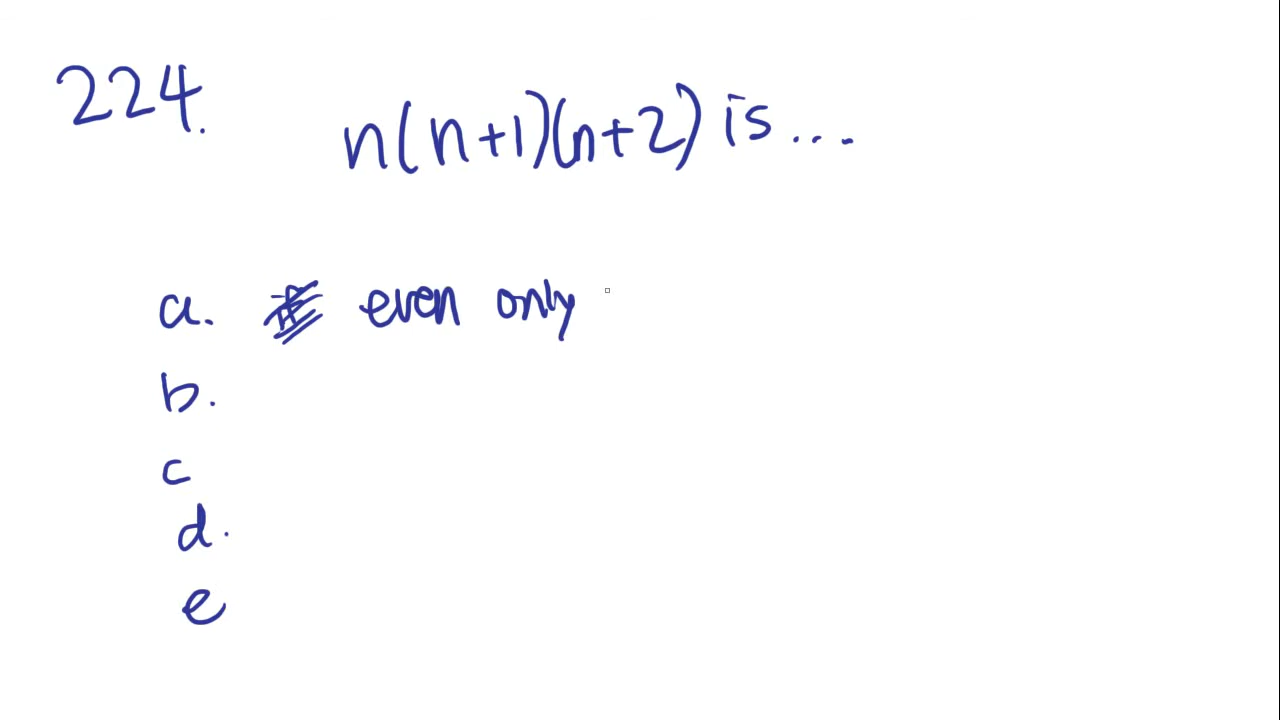 224.
n(n+1)(n+2) is...
a. even only
b.
c
d.
e